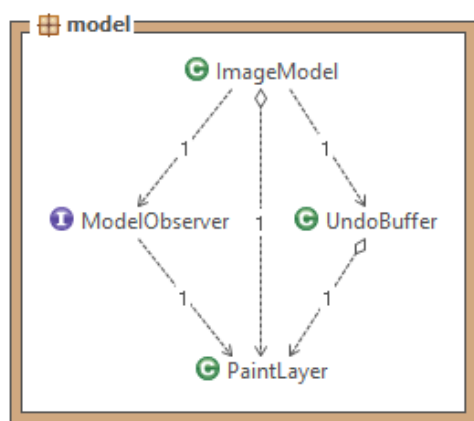 model
C ImageModel
1 1
I ModelObserver 1 C UndoBuffer
1 1
C PaintLayer